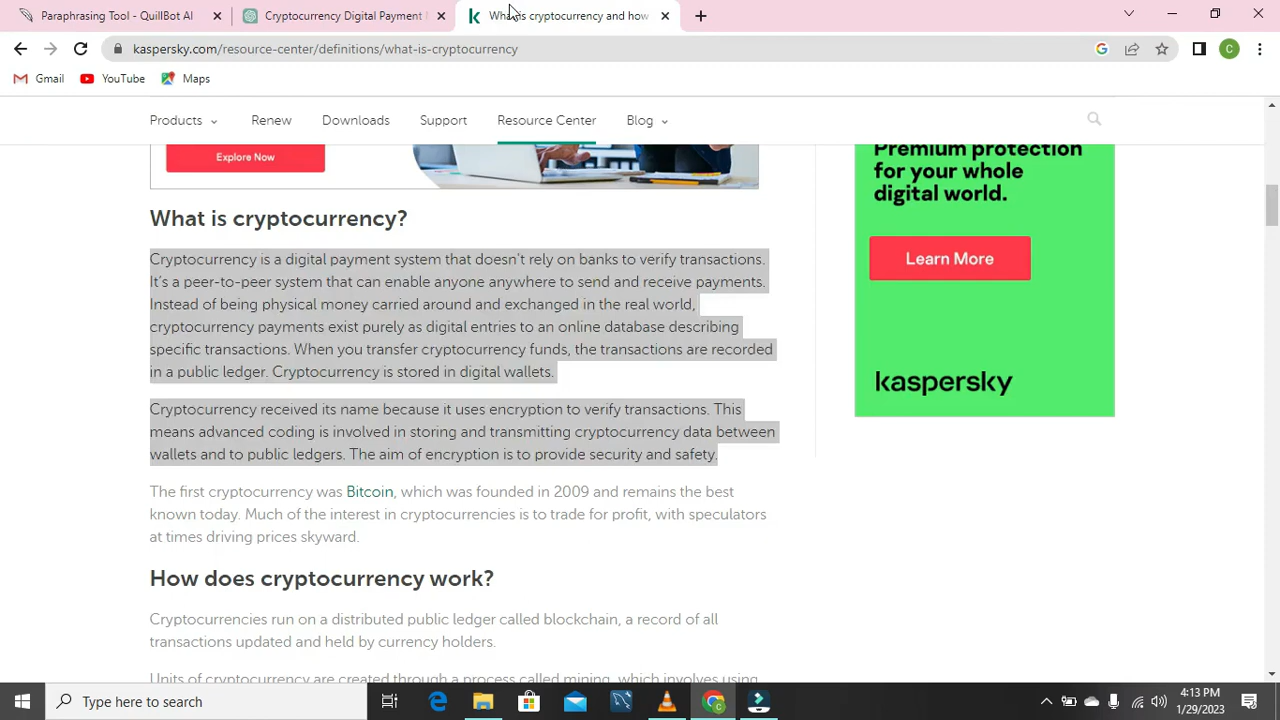 Paraphrasing Tool - QuillBot AI
Cryptocurrency Digital Payment
What is cryptocurrency and how
kaspersky.com/resource-center/definitions/what-is-cryptocurrency
C
Gmail
YouTube
Maps
Products
Renew
Downloads
Support
Resource Center
Blog
Explore Now
Premium protection
for your whole
digital world.
Learn More
kaspersky
What is cryptocurrency?
Cryptocurrency is a digital payment system that doesn't rely on banks to verify transactions.
It's a peer-to-peer system that can enable anyone anywhere to send and receive payments.
Instead of being physical money carried around and exchanged in the real world,
cryptocurrency payments exist purely as digital entries to an online database describing
specific transactions. When you transfer cryptocurrency funds, the transactions are recorded
in a public ledger. Cryptocurrency is stored in digital wallets.
Cryptocurrency received its name because it uses encryption to verify transactions. This
means advanced coding is involved in storing and transmitting cryptocurrency data between
wallets and to public ledgers. The aim of encryption is to provide security and safety.
The first cryptocurrency was Bitcoin, which was founded in 2009 and remains the best
known today. Much of the interest in cryptocurrencies is to trade for profit, with speculators
at times driving prices skyward.
How does cryptocurrency work?
Cryptocurrencies run on a distributed public ledger called blockchain, a record of all
transactions updated and held by currency holders.
Units of cryptocurrency are created through a process called mining, which involves using
Type here to search
4:13 PM
1/29/2023